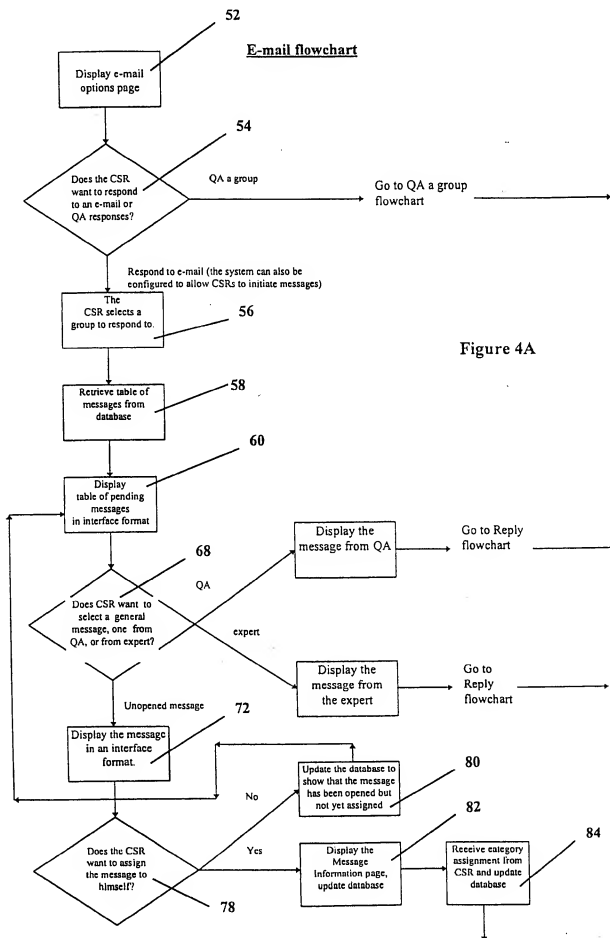 52
E-mail flowchart
Display e-mail
options page
54
Does the CSR
want to respond
to an e-mail or
QA responses?
QA a group
Go to QA a group
flowchart
Respond to e-mail (the system can also be
configured to allow CSRs to initiate messages)
The
CSR selects a
group to respond to.
56
Figure 4A
Retrieve table of
messages from
database
58
60
Display
table of pending
messages
in interface format
Display the
message from QA
Go to Reply
flowchart
68
QA
Does CSR want to
select a general
message, one from
QA, or from expert?
expert
Display the
message from
the expert
Go to
Reply
flowchart
Unopened message
72
Display the message
in an interface
format.
Update the database to
show that the message
has been opened but
not yet assigned
80
No
82
Does the CSR
want to assign
the message to
himself?
Yes
Display the
Message
Information page,
update database
84
Receive category
assignment from
CSR and update
database
78